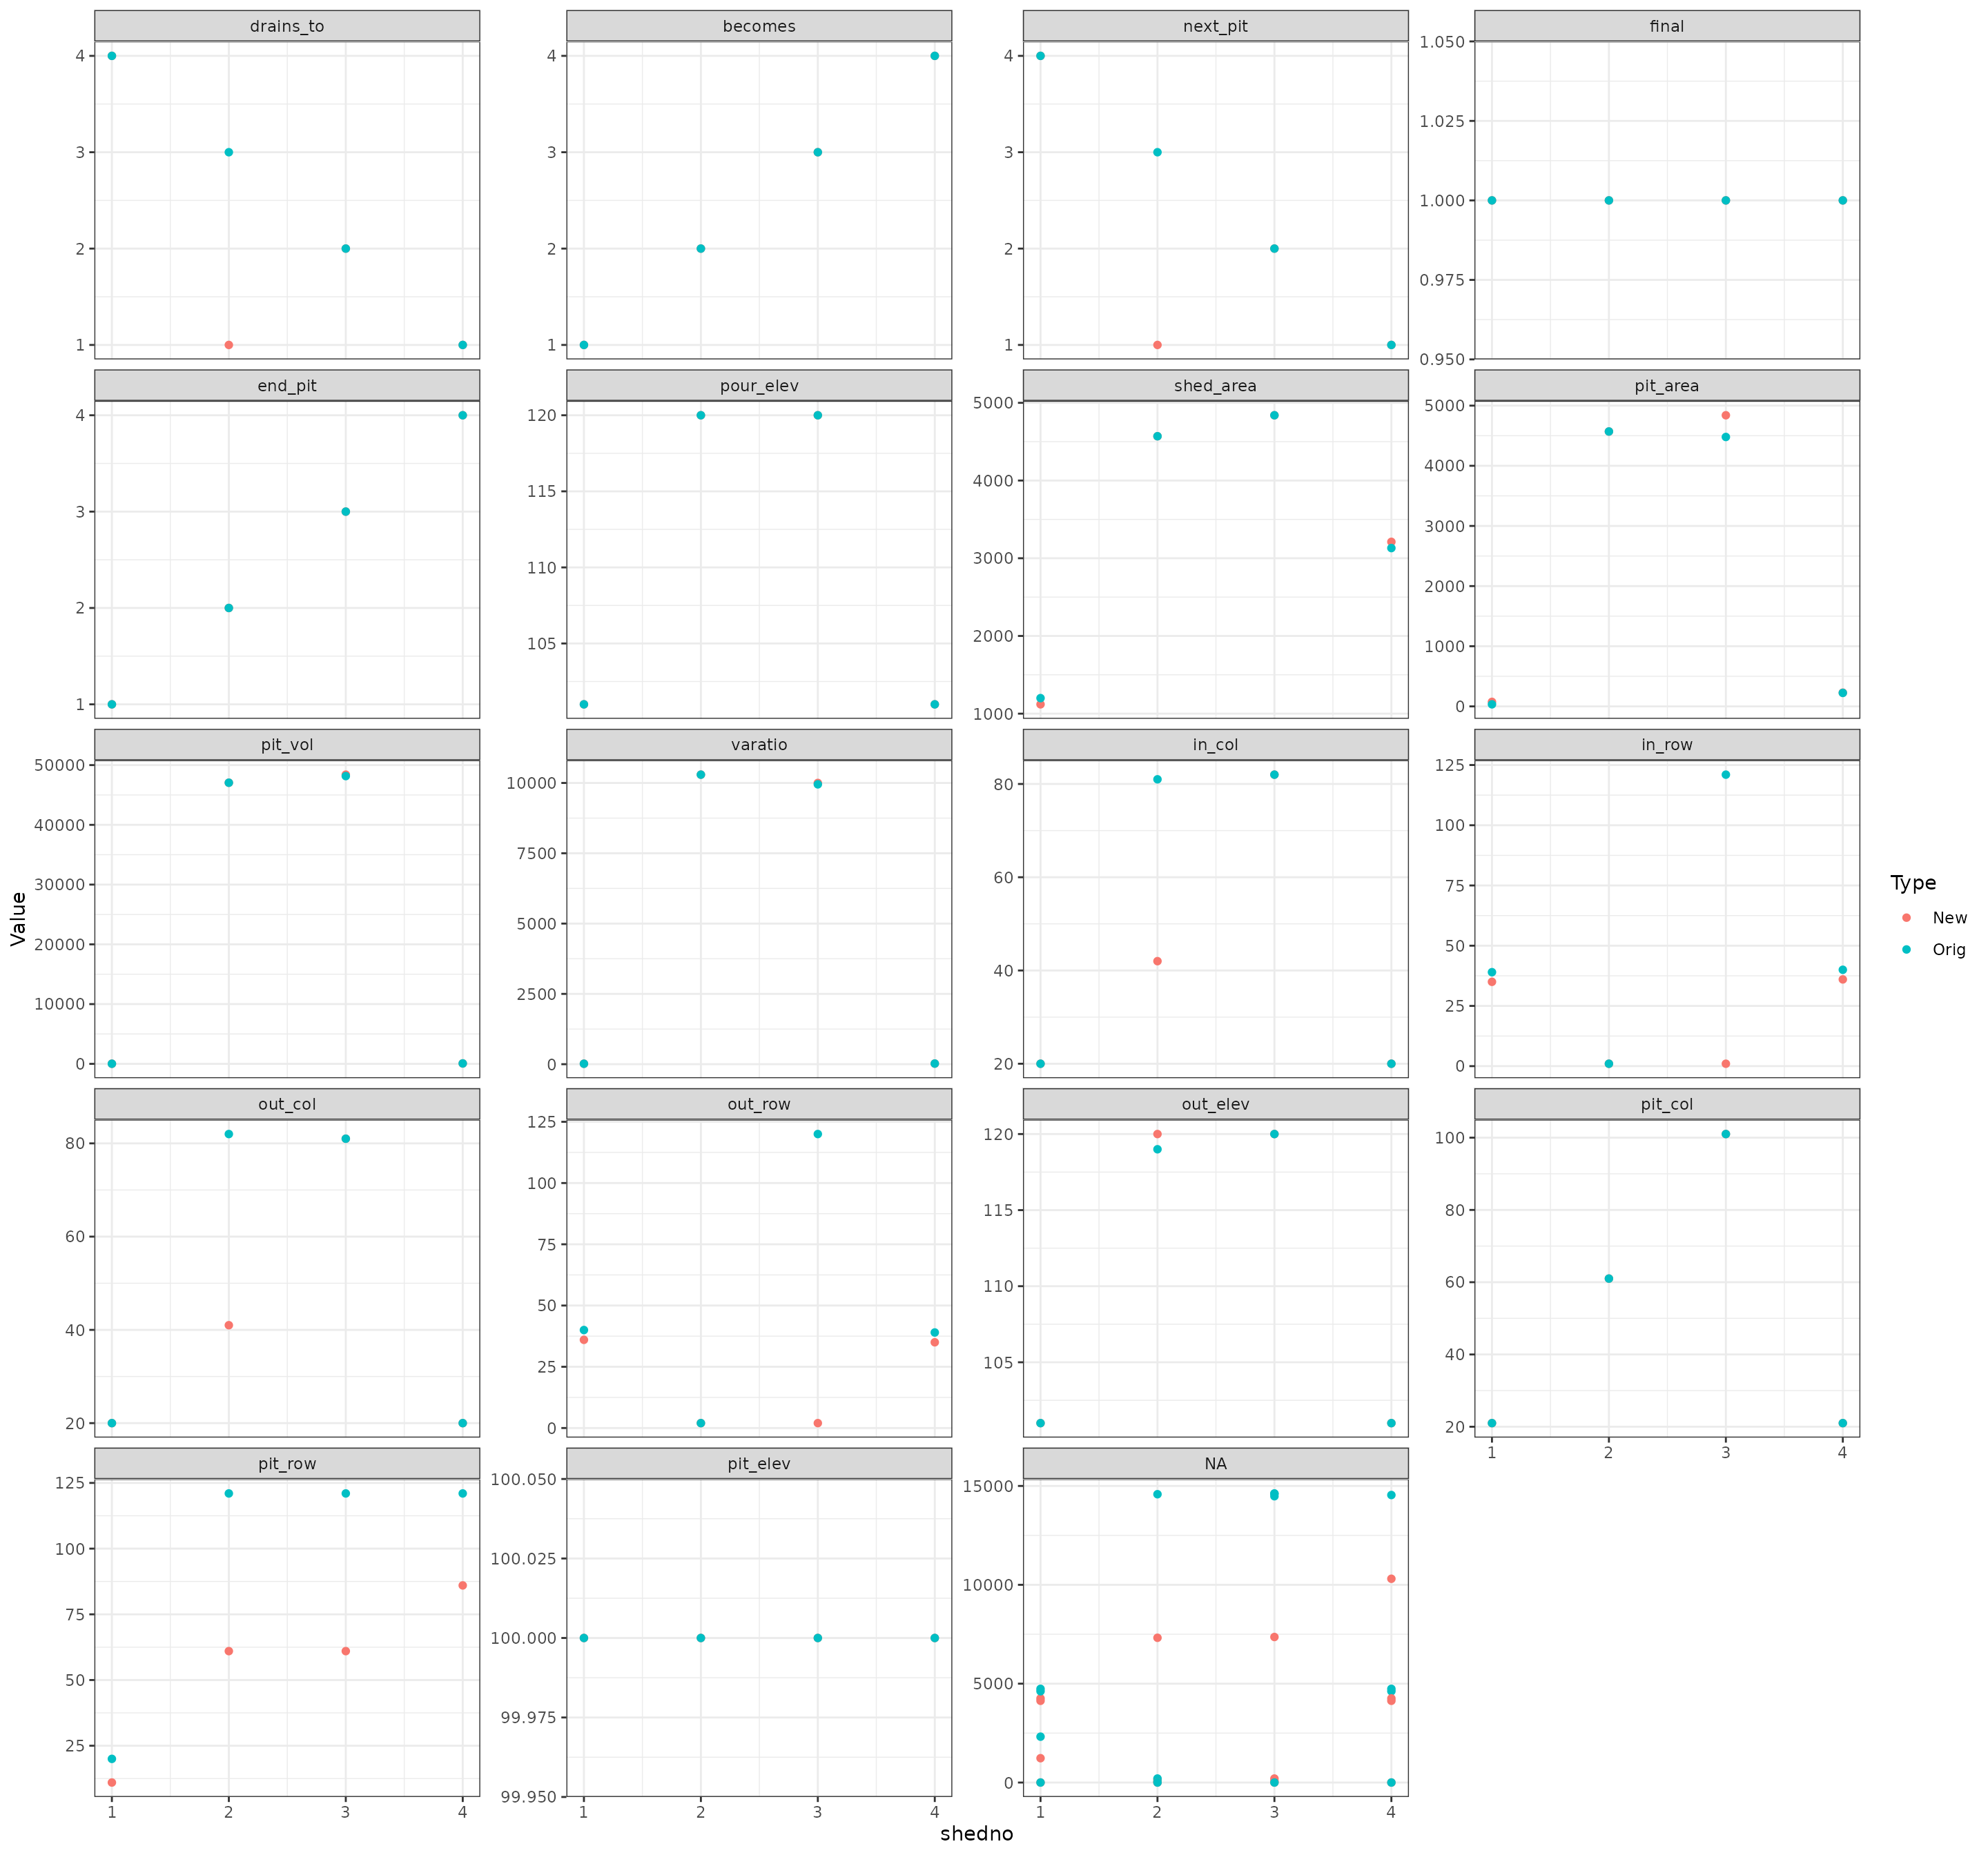 drains_to becomes next_pit final
4 3 2 1
4 3 2 1
4 3 2 1
1.050 1.025 1.000 0.975 0.950
end_pit pour_elev shed_area pit_area
4 3 2 1
120 115 110 105
5000 4000 3000 2000 1000
5000 4000 3000 2000 1000 0
pit_vol varatio in_col in_row
50000 40000 30000 20000 10000 0
10000 7500 5000 2500 0
80 60 40 20
125 100 75 50 25 0
out_col out_row out_elev pit_col
80 60 40 20
125 100 75 50 25 0
120 115 110 105
100 80 60 40 20
1 2 3 4
pit_row pit_elev NA
125 100 75 50 25
100.050 100.025 100.000 99.975 99.950
15000 10000 5000 0
1 2 3 4
1 2 3 4
1 2 3 4
shedno
Value
Type
New
Orig